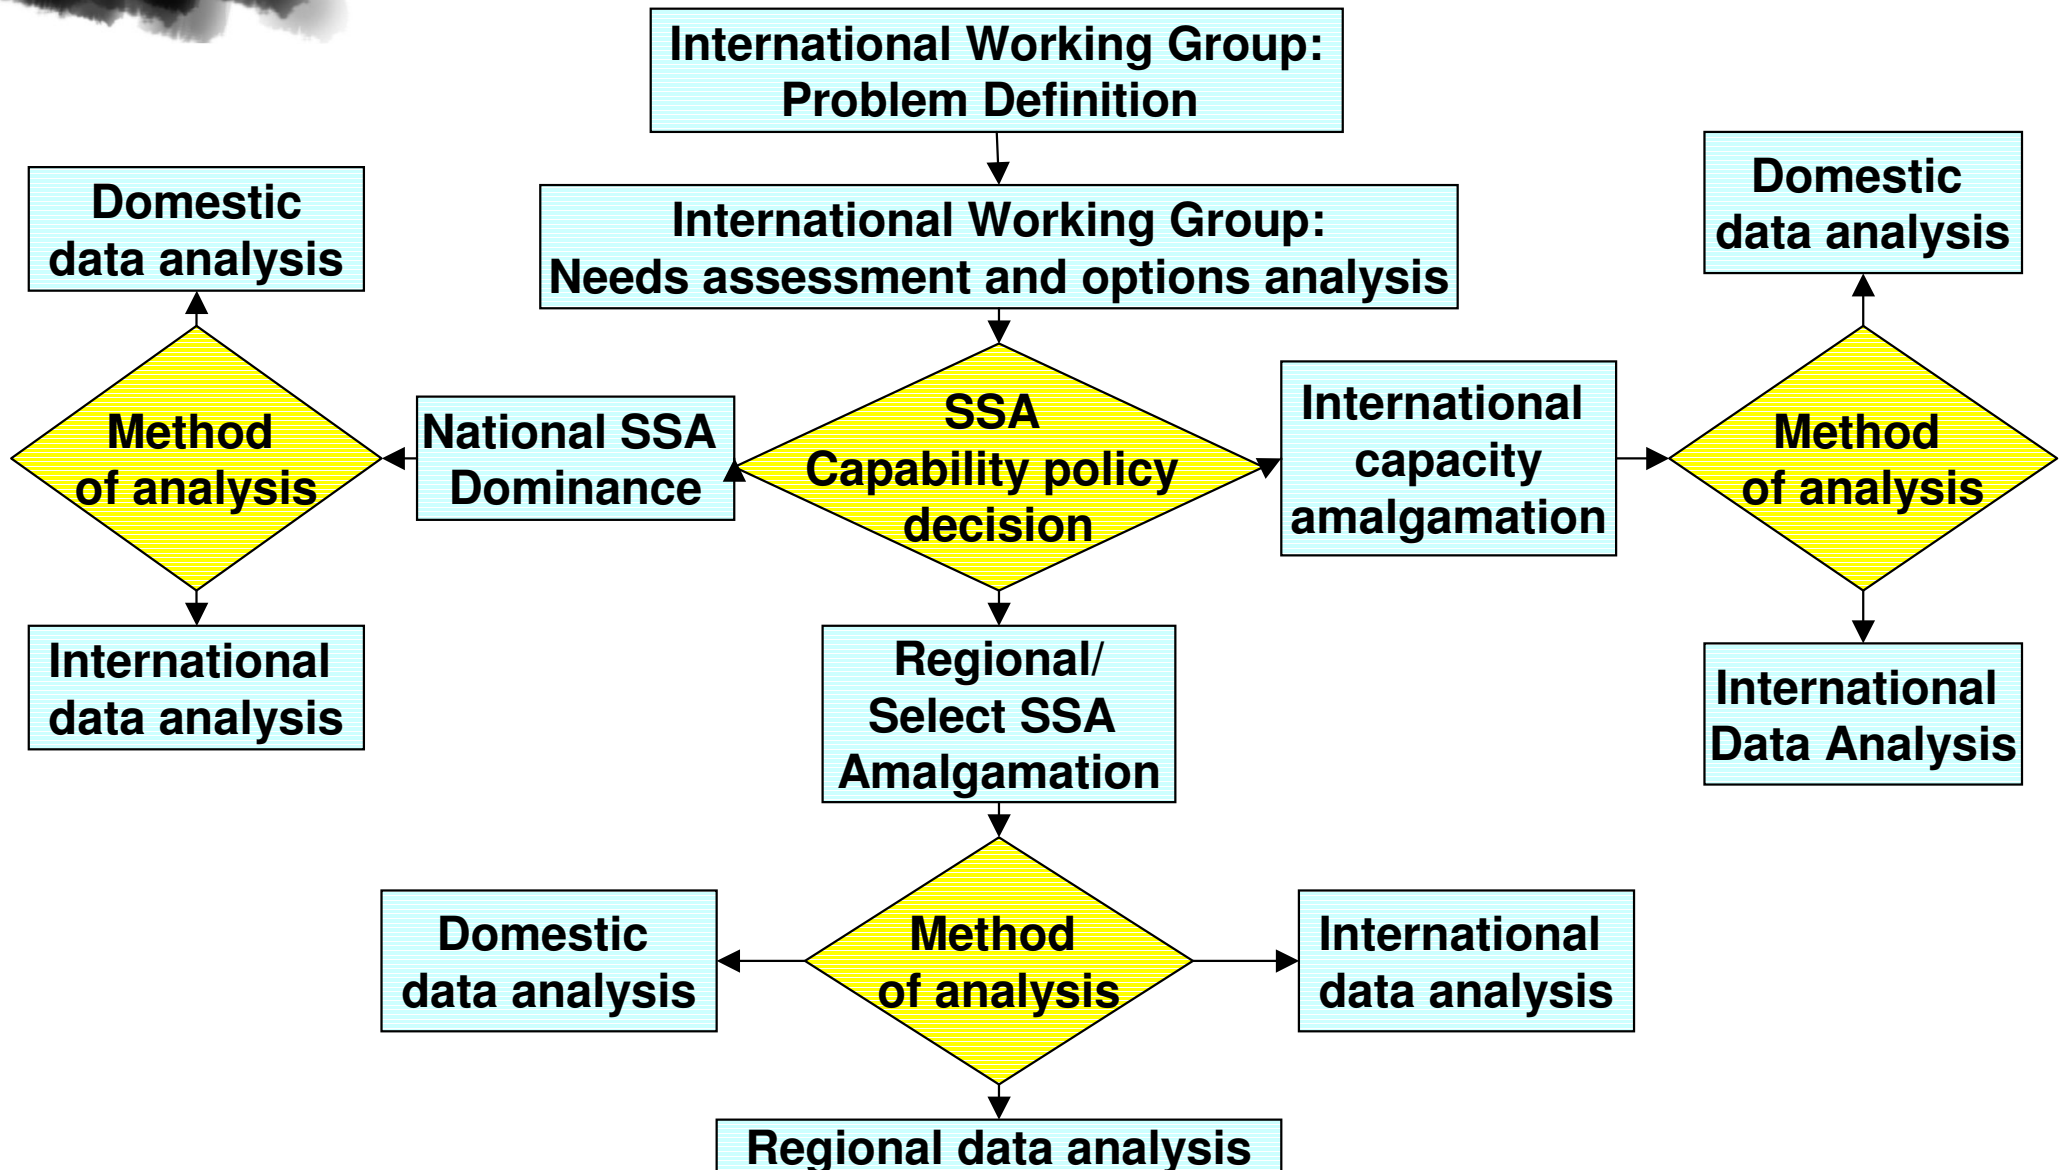 International Working Group:
Problem Definition
International Working Group:
Needs assessment and options analysis
Domestic
data analysis
Method
of analysis
International
data analysis
National SSA
Dominance
SSA
Capability policy
decision
International
capacity
amalgamation
Domestic
data analysis
Method
of analysis
International
Data Analysis
Regional/
Select SSA
Amalgamation
Domestic
data analysis
Method
of analysis
International
data analysis
Regional data analysis